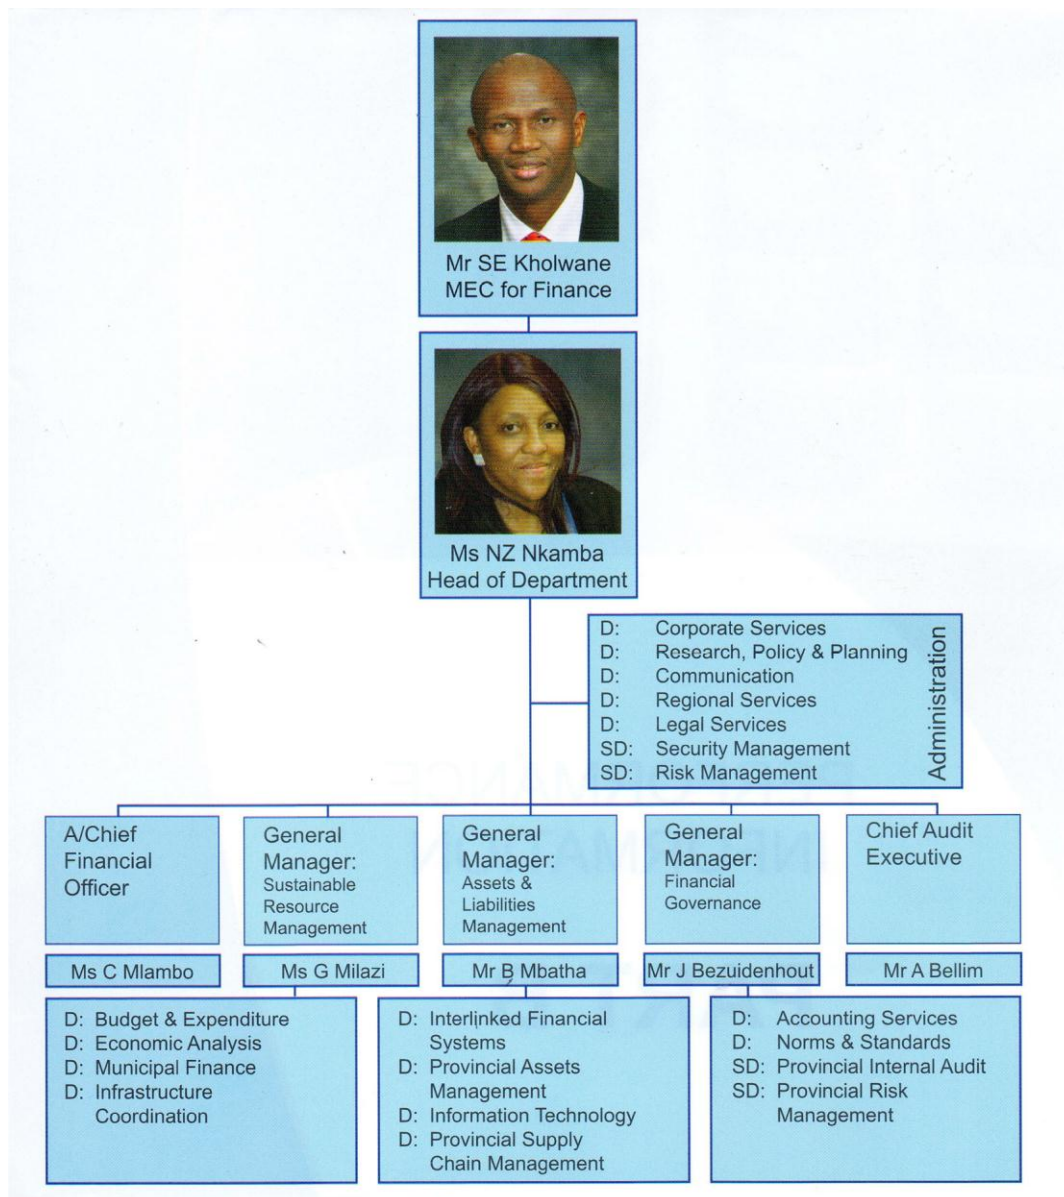 Mr SE Kholwane
MEC for Finance
Ms NZ Nkamba
Head of Department
D: Corporate Services
D: Research, Policy & Planning
D: Communication
D: Regional Services
D: Legal Services
SD: Security Management
SD: Risk Management
Administration
A/Chief
Financial
Officer
General
Manager:
Sustainable
Resource
Management
General
Manager:
Assets &
Liabilities
Management
General
Manager:
Financial
Governance
Chief Audit
Executive
Ms C Mlambo
Ms G Milazi
Mr B Mbatha
Mr J Bezuidenhout
Mr A Bellim
D: Budget & Expenditure
D: Economic Analysis
D: Municipal Finance
D: Infrastructure
Coordination
D: Interlinked Financial
Systems
D: Provincial Assets
Management
D: Information Technology
D: Provincial Supply
Chain Management
D: Accounting Services
D: Norms & Standards
SD: Provincial Internal Audit
SD: Provincial Risk
Management